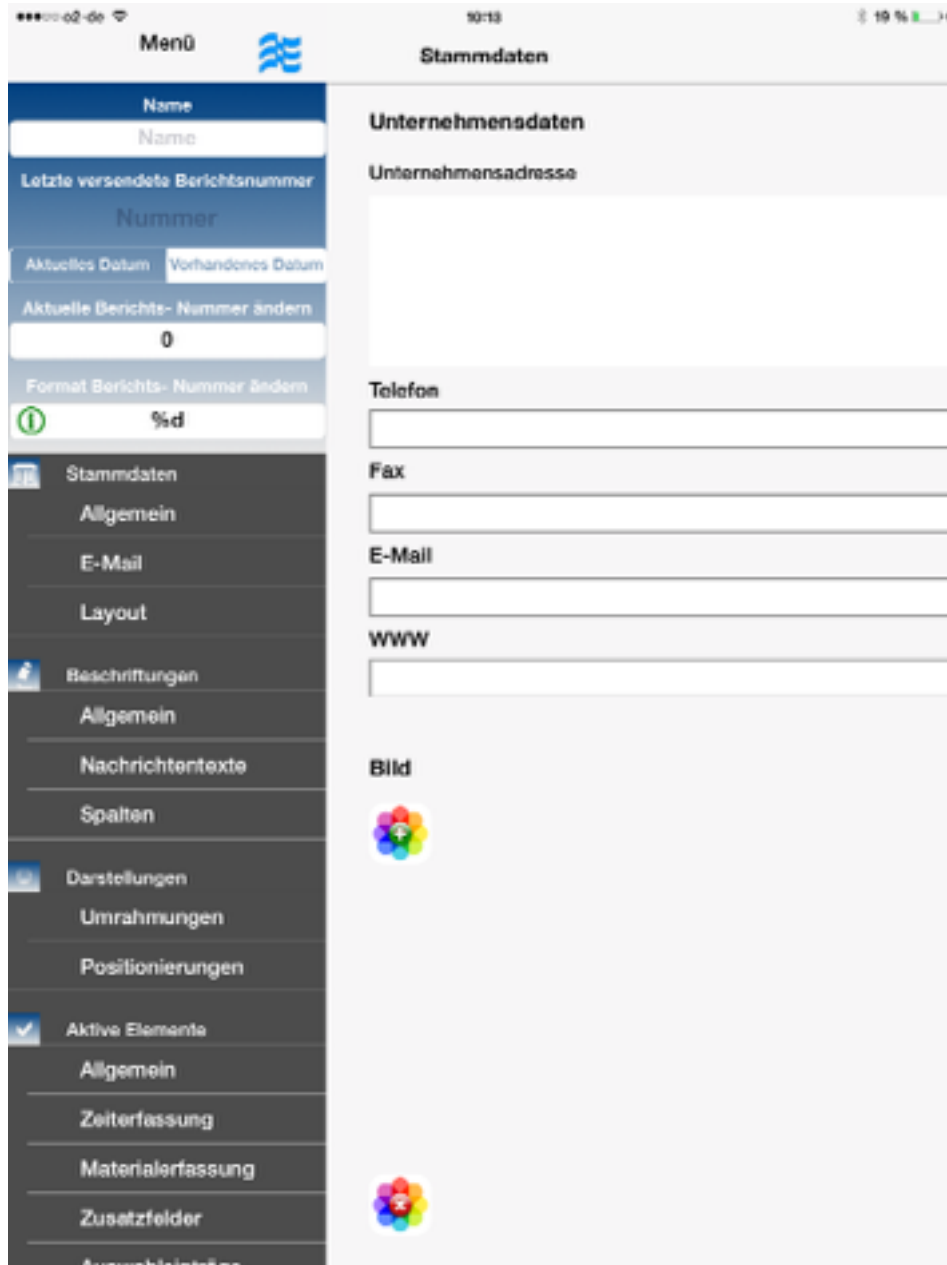 o2-de
10:13
19 %
Menü
Stammdaten
Name
Name
Letzte versendete Berichtsnummer
Nummer
Aktuelles Datum
Vorhandenes Datum
Aktuelle Berichts- Nummer ändern
0
Format Berichts- Nummer ändern
%d
Stammdaten
Allgemein
E-Mail
Layout
Beschriftungen
Allgemein
Nachrichtentexte
Spalten
Darstellungen
Umrahmungen
Positionierungen
Aktive Elemente
Allgemein
Zeiterfassung
Materialerfassung
Zusatzfelder
Unternehmensdaten
Unternehmensadresse
Telefon
Fax
E-Mail
WWW
Bild